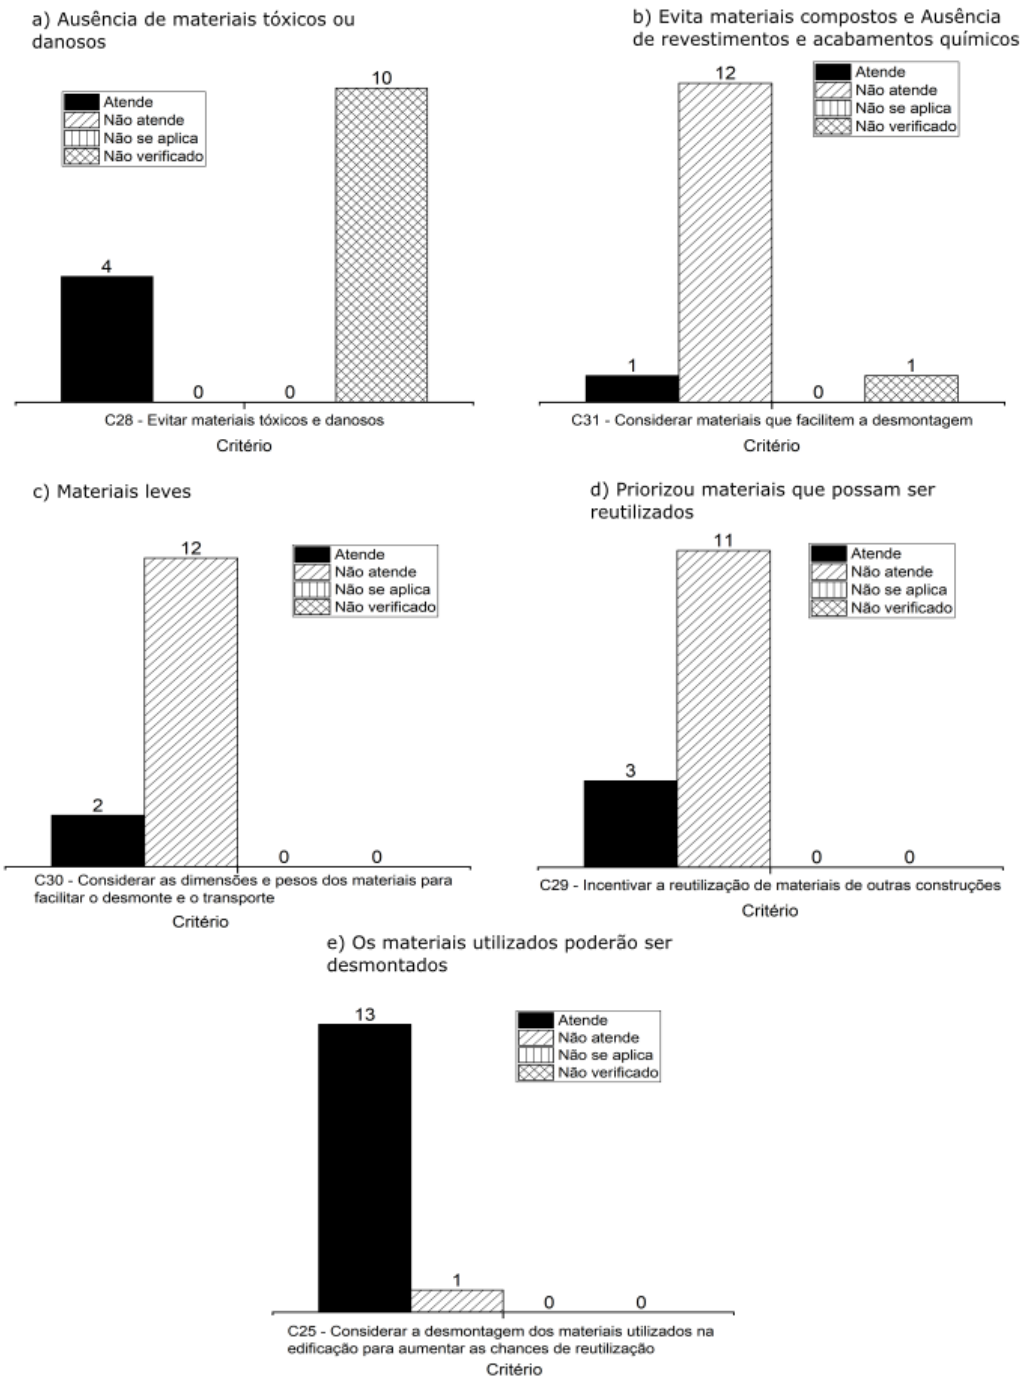 a) Ausência de materiais tóxicos ou
danosos
10
Atende
Não atende
Não se aplica
Não verificado
4
0
0
C28 - Evitar materiais tóxicos e danosos
Critério
b) Evita materiais compostos e Ausência
de revestimentos e acabamentos químicos
12
Atende
Não atende
Não se aplica
Não verificado
1
0
1
C31 - Considerar materiais que facilitem a desmontagem
Critério
c) Materiais leves
12
Atende
Não atende
Não se aplica
Não verificado
2
0
0
C30 - Considerar as dimensões e pesos dos materiais para
facilitar o desmonte e o transporte
Critério
d) Priorizou materiais que possam ser
reutilizados
11
Atende
Não atende
Não se aplica
Não verificado
3
0
0
C29 - Incentivar a reutilização de materiais de outras construções
Critério
e) Os materiais utilizados poderão ser
desmontados
13
Atende
Não atende
Não se aplica
Não verificado
1
0
0
C25 - Considerar a desmontagem dos materiais utilizados na
edificação para aumentar as chances de reutilização
Critério